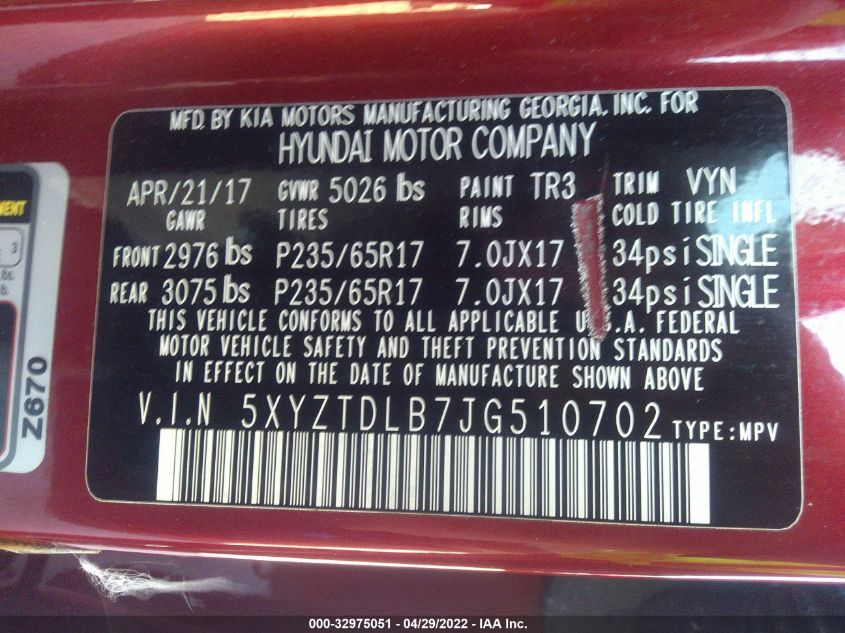 MFD. BY KIA MOTORS MANUFACTURING GEORGIA, INC. FOR
HYUNDAI MOTOR COMPANY
APR/21/17 GVWR 5026 lbs PAINT TR3 TRIM VYN
GAWR TIRES RIMS COLD TIRE INFL
FRONT 2976 lbs P235/65R17 7.0JX17 34psi SINGLE
REAR 3075 lbs P235/65R17 7.0JX17 34psi SINGLE
THIS VEHICLE CONFORMS TO ALL APPLICABLE U.S.A. FEDERAL
MOTOR VEHICLE SAFETY AND THEFT PREVENTION STANDARDS
IN EFFECT ON THE DATE OF MANUFACTURE SHOWN ABOVE
V.I.N 5XYZTDLB7JG510702 TYPE:MPV
3
lbs.
Z670
000-32975051 - 04/29/2022 - IAA Inc.